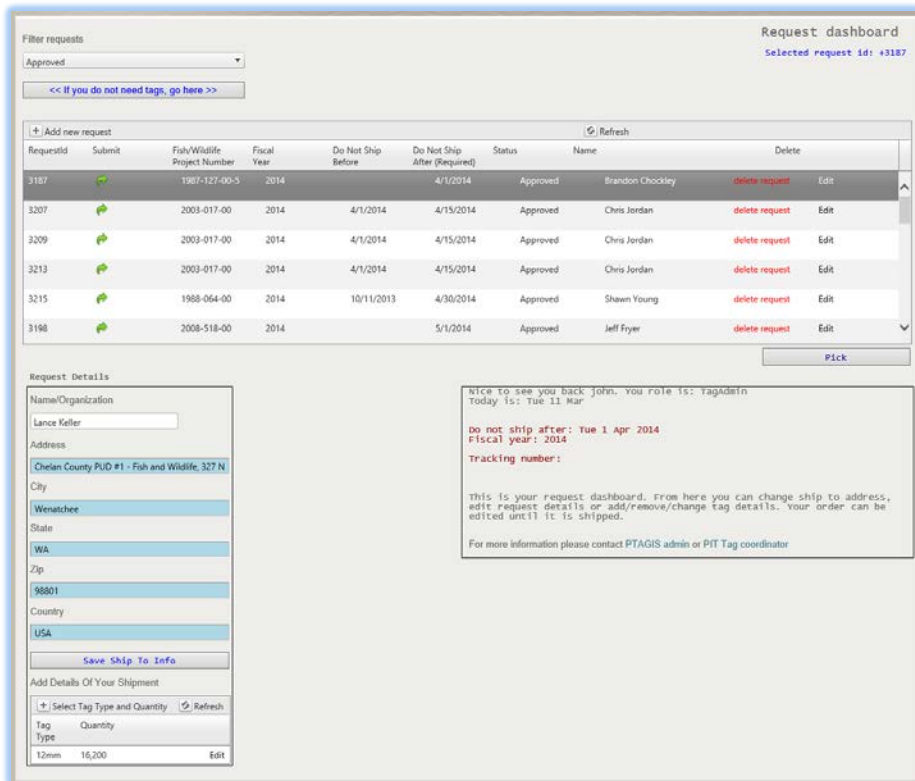 Request dashboard
Filter requests
Selected request id: +3187
Approved
<< If you do not need tags, go here >>
+ Add new request Refresh
RequestId Submit Fish/Wildlife Project Number Fiscal Year Do Not Ship Before Do Not Ship After (Required) Status Name Delete
3187 1987-127-00-5 2014 4/1/2014 Approved Brandon Chockley delete request Edit
3207 2003-017-00 2014 4/1/2014 4/15/2014 Approved Chris Jordan delete request Edit
3209 2003-017-00 2014 4/1/2014 4/15/2014 Approved Chris Jordan delete request Edit
3213 2003-017-00 2014 4/1/2014 4/15/2014 Approved Chris Jordan delete request Edit
3215 1988-064-00 2014 10/11/2013 4/30/2014 Approved Shawn Young delete request Edit
3198 2008-518-00 2014 5/1/2014 Approved Jeff Fryer delete request Edit
Pick
Request Details
Name/Organization
Lance Keller
Address
Chelan County PUD #1 - Fish and Wildlife, 327 N
City
Wenatchee
State
WA
Zip
98801
Country
USA
Save Ship To Info
Add Details Of Your Shipment
+ Select Tag Type and Quantity Refresh
Tag Type Quantity
12mm 16,200 Edit
Nice to see you back john. You role is: TagAdmin
Today is: Tue 11 Mar
Do not ship after: Tue 1 Apr 2014
Fiscal year: 2014
Tracking number:
This is your request dashboard. From here you can change ship to address,
edit request details or add/remove/change tag details. Your order can be
edited until it is shipped.
For more information please contact PTAGIS admin or PIT Tag coordinator